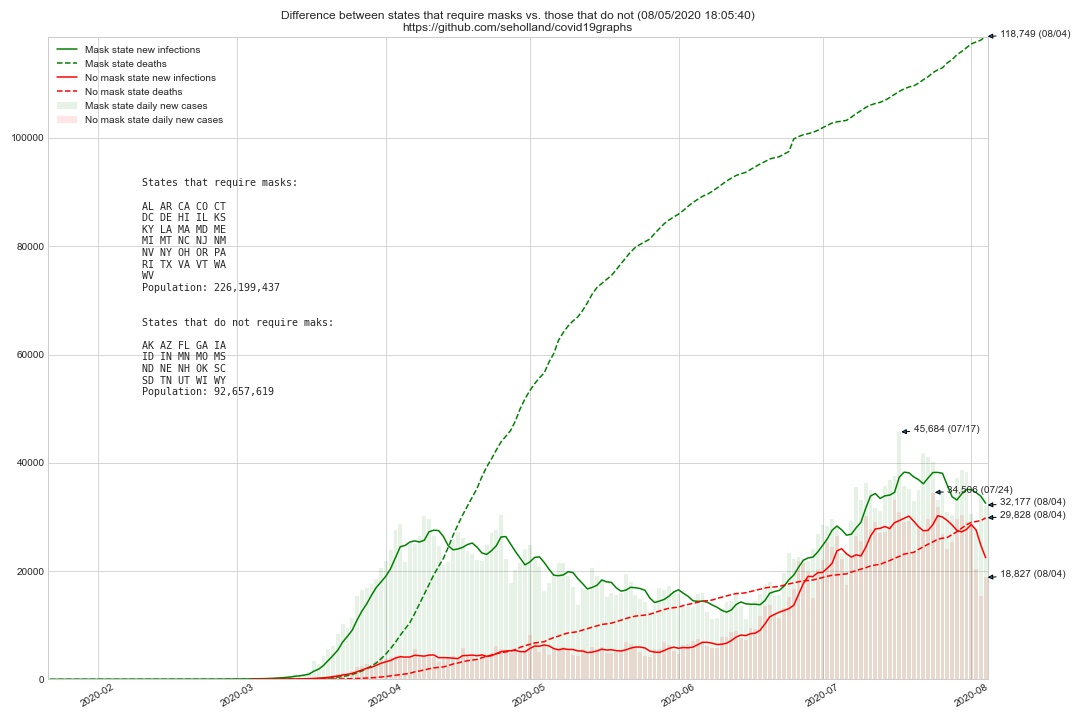 Difference between states that require masks vs. those that do not (08/05/2020 18:05:40)
https://github.com/seholland/covid19graphs
Mask state new infections
Mask state deaths
No mask state new infections
No mask state deaths
Mask state daily new cases
No mask state daily new cases
118,749 (08/04)
100000
80000
60000
40000
20000
0
States that require masks:
AL AR CA CO CT
DC DE HI IL KS
KY LA MA MD ME
MI MT NC NJ NM
NV NY OH OR PA
RI TX VA VT WA
WV
Population: 226,199,437
States that do not require maks:
AK AZ FL GA IA
ID IN MN MO MS
ND NE NH OK SC
SD TN UT WI WY
Population: 92,657,619
45,684 (07/17)
(07/24)
32,177 (08/04)
29,828 (08/04)
18,827 (08/04)
2020-02
2020-03
2020-04
2020-05
2020-06
2020-07
2020-08